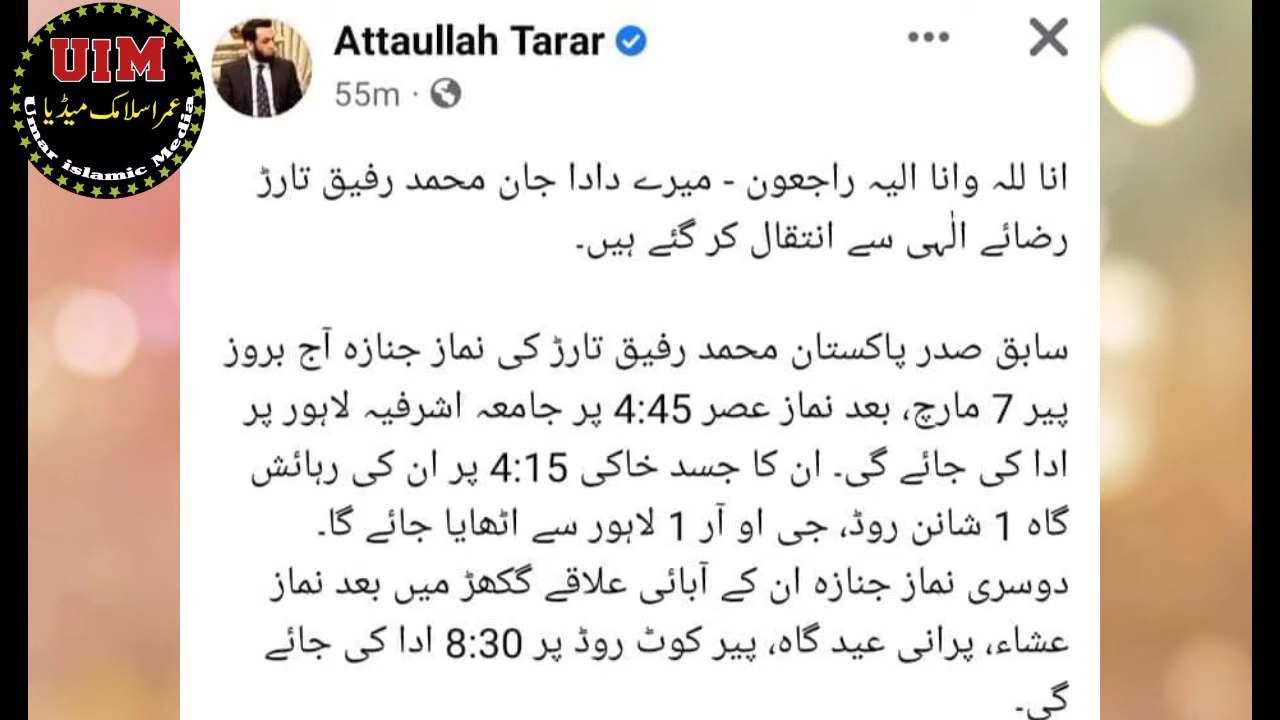 UIM
عمر اسلامک میڈیا
Umar islamic Media
Attaullah Tarar
55m ·
انا للہ وانا الیہ راجعون - میرے دادا جان محمد رفیق تارڑ
رضائے الٰہی سے انتقال کر گئے ہیں۔
سابق صدر پاکستان محمد رفیق تارڑ کی نماز جنازہ آج بروز
پیر 7 مارچ، بعد نماز عصر 4:45 پر جامعہ اشرفیہ لاہور پر
ادا کی جائے گی۔ ان کا جسد خاکی 4:15 پر ان کی رہائش
گاہ 1 شانن روڈ، جی او آر 1 لاہور سے اٹھایا جائے گا۔
دوسری نماز جنازہ ان کے آبائی علاقے گکھڑ میں بعد نماز
عشاء، پرانی عید گاہ، پیر کوٹ روڈ پر 8:30 ادا کی جائے
گی۔